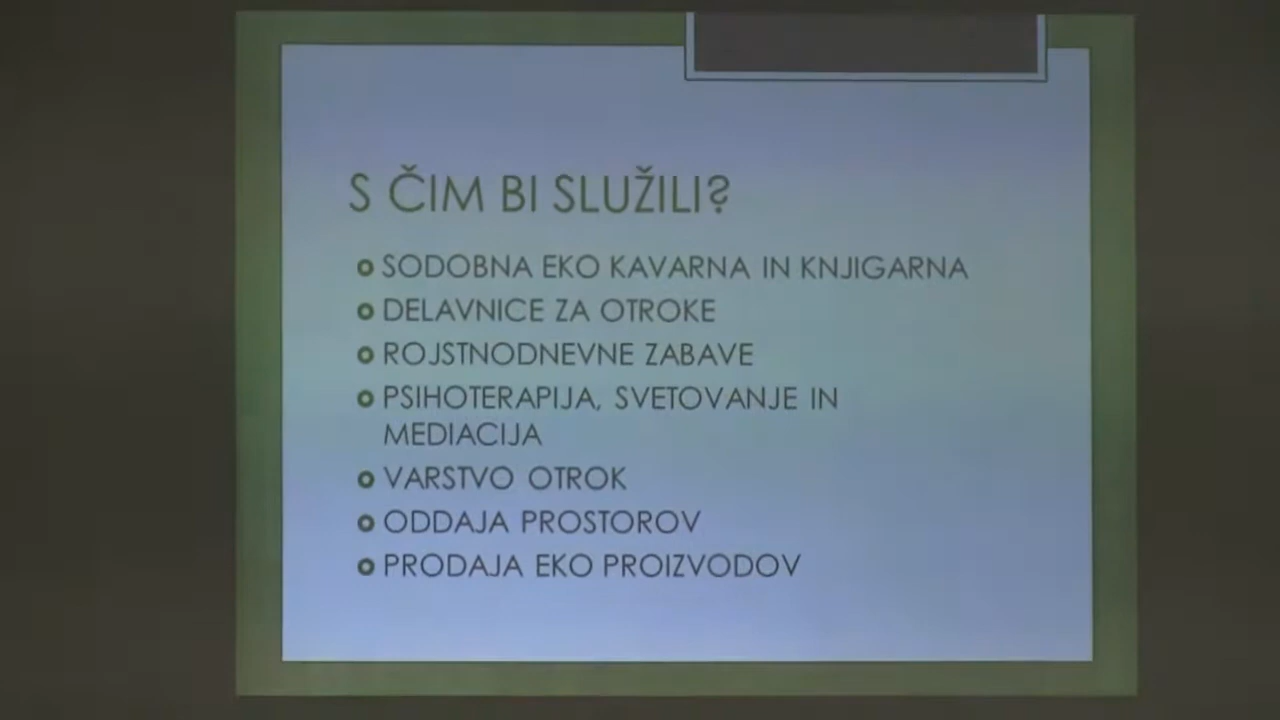 S ČIM BI SLUŽILI?
SODOBNA EKO KAVARNA IN KNJIGARNA
DELAVNICE ZA OTROKE
ROJSTNODNEVNE ZABAVE
PSIHOTERAPIJA, SVETOVANJE IN
MEDIACIJA
VARSTVO OTROK
ODDAJA PROSTOROV
PRODAJA EKO PROIZVODOV